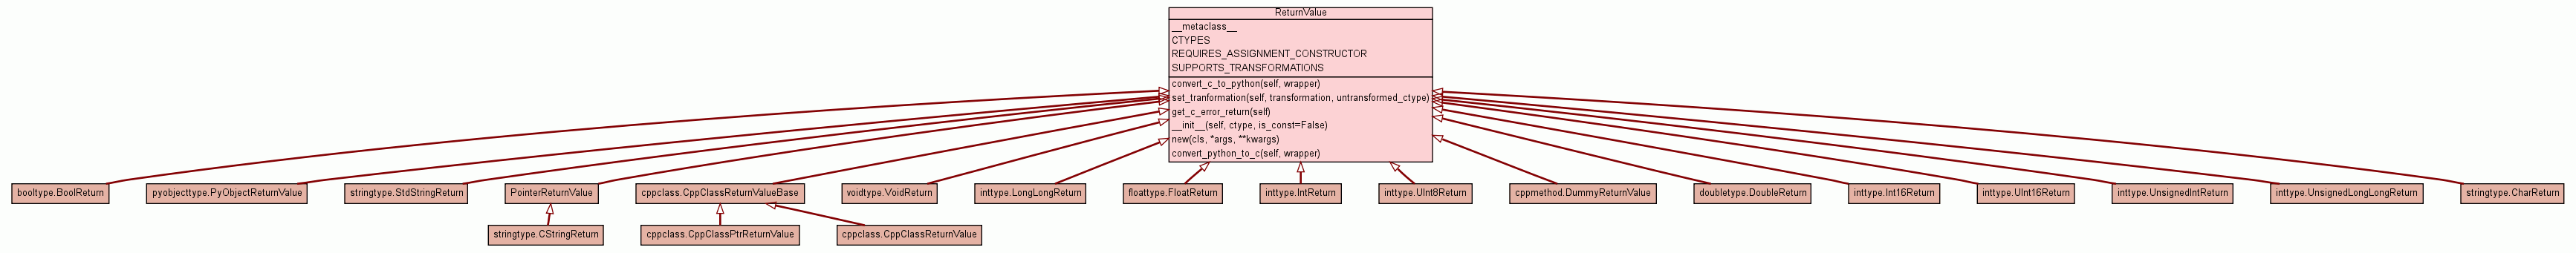 ReturnValue
__metaclass__
CTYPES
REQUIRES_ASSIGNMENT_CONSTRUCTOR
SUPPORTS_TRANSFORMATIONS
convert_c_to_python(self, wrapper)
set_tranformation(self, transformation, untransformed_ctype)
get_c_error_return(self)
__init__(self, ctype, is_const=False)
new(cls, *args, **kwargs)
convert_python_to_c(self, wrapper)
booltype.BoolReturn
pyobjecttype.PyObjectReturnValue
stringtype.StdStringReturn
PointerReturnValue
cppclass.CppClassReturnValueBase
voidtype.VoidReturn
inttype.LongLongReturn
floattype.FloatReturn
inttype.IntReturn
inttype.UInt8Return
cppmethod.DummyReturnValue
doubletype.DoubleReturn
inttype.Int16Return
inttype.UInt16Return
inttype.UnsignedIntReturn
inttype.UnsignedLongLongReturn
stringtype.CharReturn
stringtype.CStringReturn
cppclass.CppClassPtrReturnValue
cppclass.CppClassReturnValue